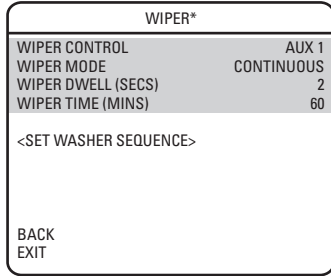 WIPER*
WIPER CONTROL AUX 1
WIPER MODE CONTINUOUS
WIPER DWELL (SECS) 2
WIPER TIME (MINS) 60
<SET WASHER SEQUENCE>
BACK
EXIT